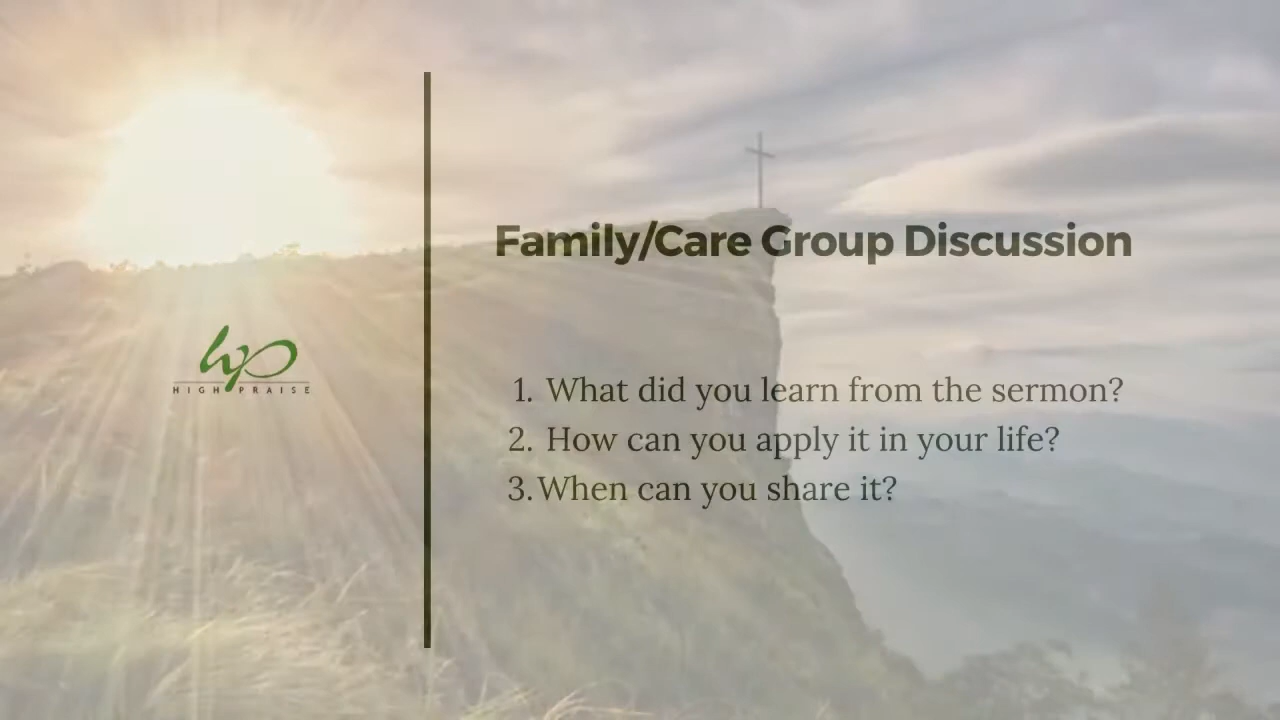 Family/Care Group Discussion
hp
HIGH PRAISE
1. What did you learn from the sermon?
2. How can you apply it in your life?
3. When can you share it?